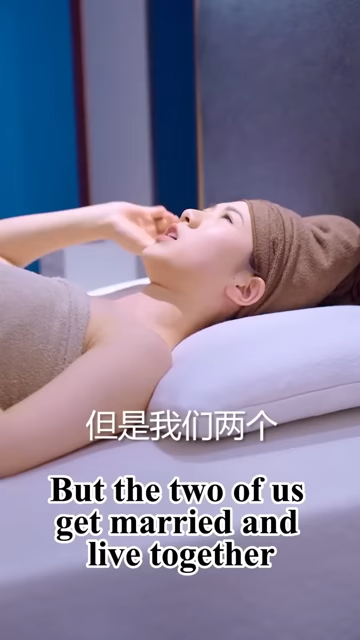 但是我们两个
But the two of us
get married and
live together